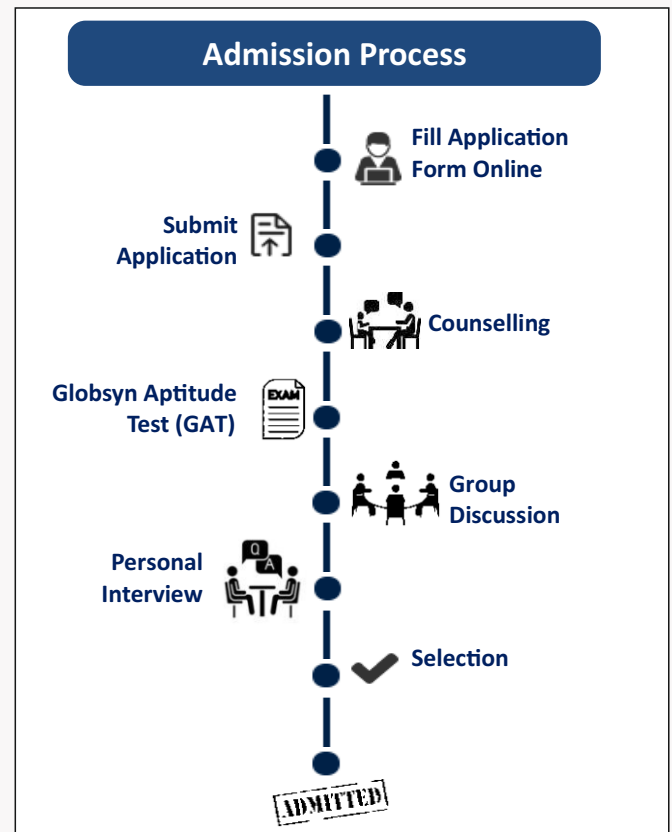 Admission Process
Fill Application
Form Online
Submit
Application
Counselling
Globsyn Aptitude
Test (GAT)
EXAM
Group
Discussion
Q
A
Personal
Interview
Selection
ADMITTED